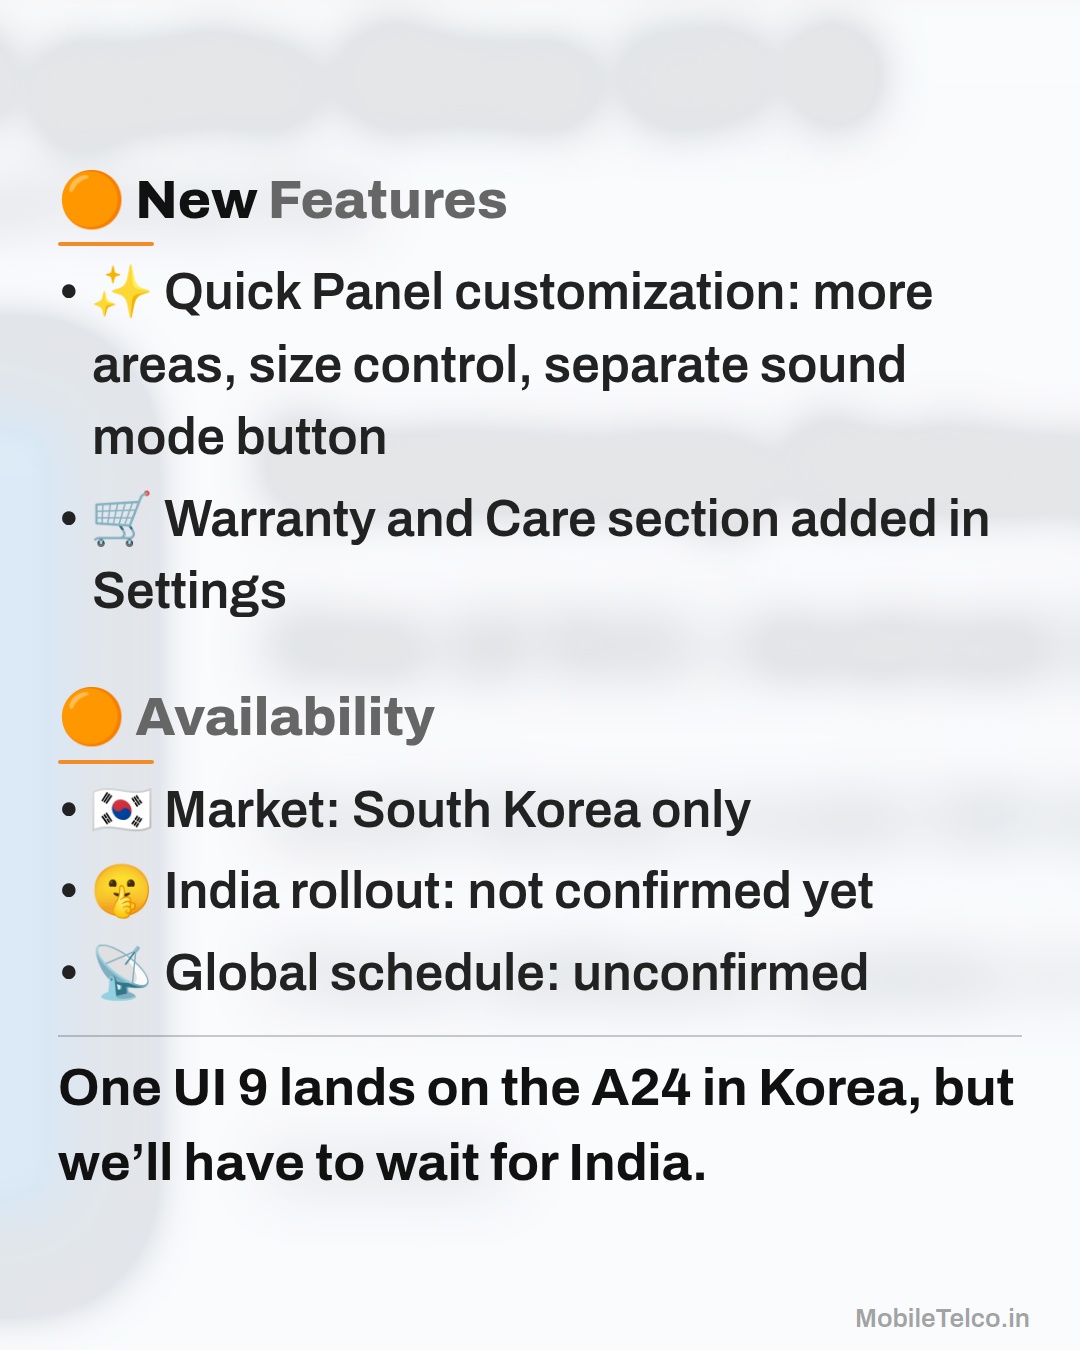 🟠 New Features
• ✨ Quick Panel customization: more
areas, size control, separate sound
mode button
• 🛒 Warranty and Care section added in
Settings
🟠 Availability
• 🇰🇷 Market: South Korea only
• 🤫 India rollout: not confirmed yet
• 📡 Global schedule: unconfirmed
One UI 9 lands on the A24 in Korea, but
we’ll have to wait for India.
MobileTelco.in